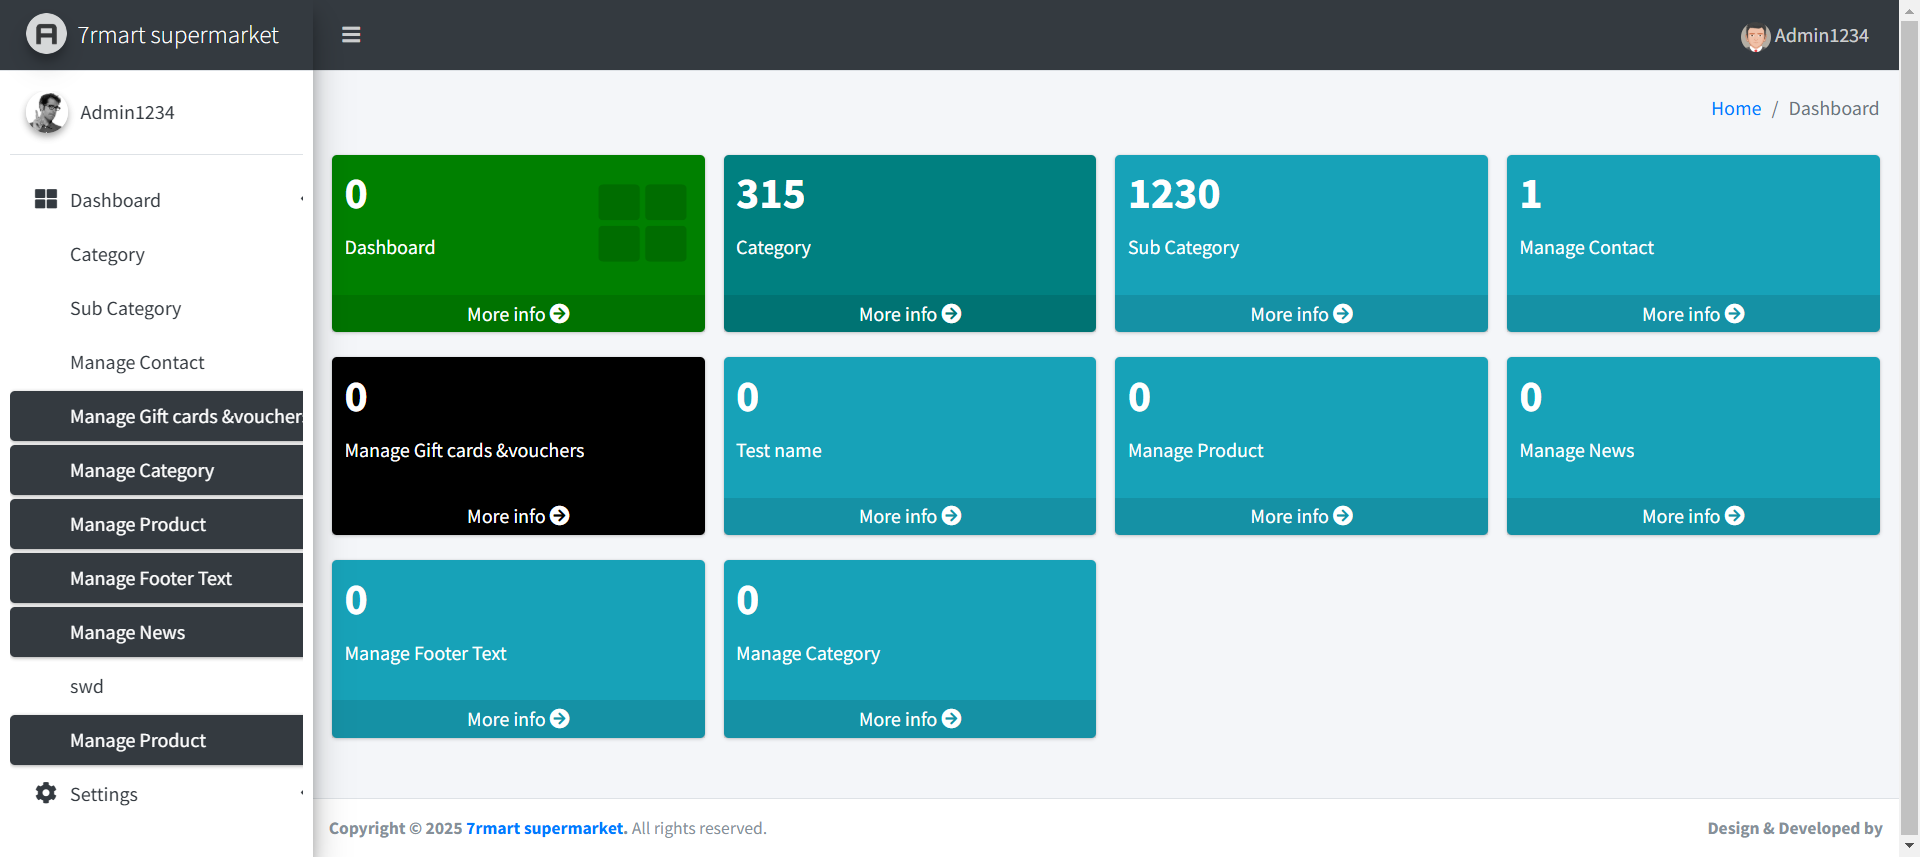 7rmart supermarket
Admin1234
Admin1234
Home / Dashboard
Dashboard
Category
Sub Category
Manage Contact
Manage Gift cards &vouchers
Manage Category
Manage Product
Manage Footer Text
Manage News
swd
Manage Product
Settings
0
Dashboard
More info
315
Category
More info
1230
Sub Category
More info
1
Manage Contact
More info
0
Manage Gift cards &vouchers
More info
0
Test name
More info
0
Manage Product
More info
0
Manage News
More info
0
Manage Footer Text
More info
0
Manage Category
More info
Copyright © 2025 7rmart supermarket. All rights reserved.
Design & Developed by